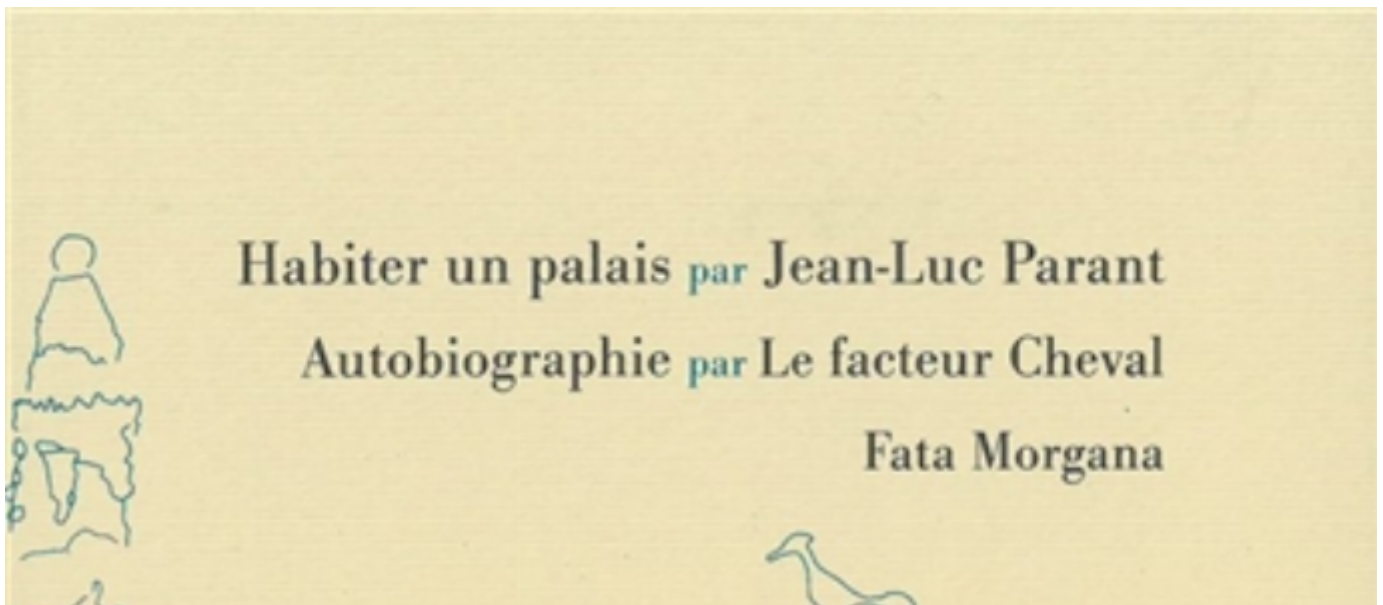 Habiter un palais par Jean-Luc Parant
Autobiographie par Le facteur Cheval
Fata Morgana